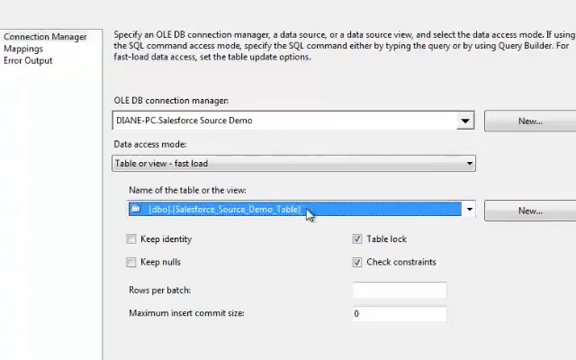 Connection Manager
Mappings
Error Output
Specify an OLE DB connection manager, a data source, or a data source view, and select the data access mode. If using
the SQL command access mode, specify the SQL command either by typing the query or by using Query Builder. For
fast-load data access, set the table update options.
OLE DB connection manager:
DIANE-PC.Salesforce Source Demo
New...
Data access mode:
Table or view - fast load
Name of the table or the view:
[dbo].[Salesforce_Source_Demo_Table]
New...
Keep identity
Table lock
Keep nulls
Check constraints
Rows per batch:
Maximum insert commit size:
0